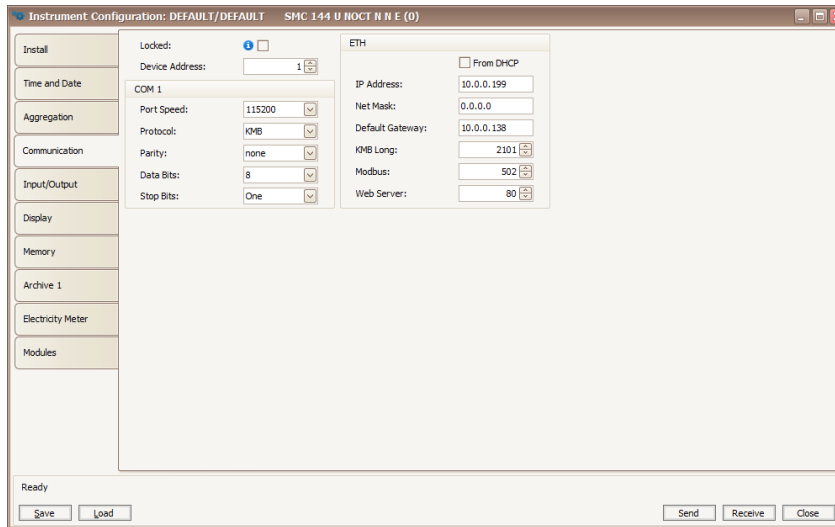 Instrument Configuration: DEFAULT/DEFAULT SMC 144 U NOCT N N E (0)
Install
Time and Date
Aggregation
Communication
Input/Output
Display
Memory
Archive 1
Electricity Meter
Modules
Locked:
Device Address: 1
COM 1
Port Speed: 115200
Protocol: KMB
Parity: none
Data Bits: 8
Stop Bits: One
ETH
From DHCP
IP Address: 10.0.0.199
Net Mask: 0.0.0.0
Default Gateway: 10.0.0.138
KMB Long: 2101
Modbus: 502
Web Server: 80
Ready
Save Load Send Receive Close